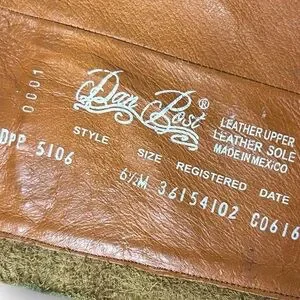 0001
Dan Post®
LEATHER UPPER
LEATHER SOLE
MADE IN MEXICO
STYLE SIZE REGISTERED DATE
DPP 5106 6½M 36154102 C0616